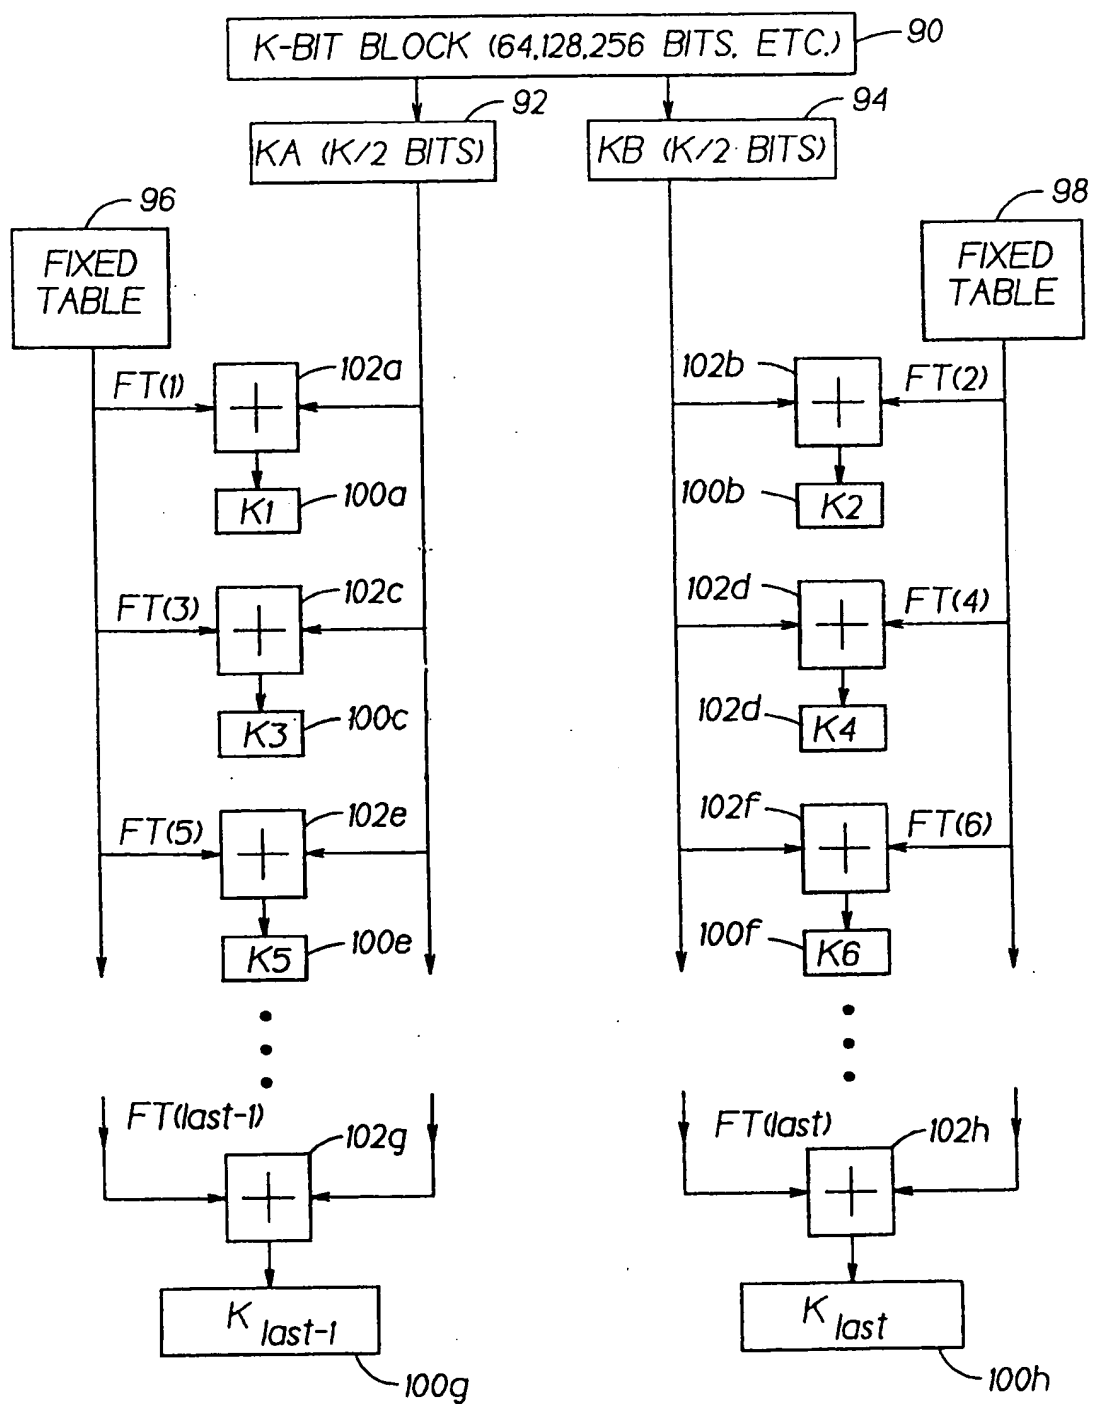 K-BIT BLOCK (64,128,256 BITS, ETC.)
90
92
94
KA (K/2 BITS)
KB (K/2 BITS)
96
98
FIXED
TABLE
FIXED
TABLE
FT(1)
102a
102b
FT(2)
K1
100a
100b
K2
FT(3)
102c
102d
FT(4)
K3
100c
102d
K4
FT(5)
102e
102f
FT(6)
K5
100e
100f
K6
FT(last-1)
102g
FT(last)
102h
K last-1
K last
100g
100h